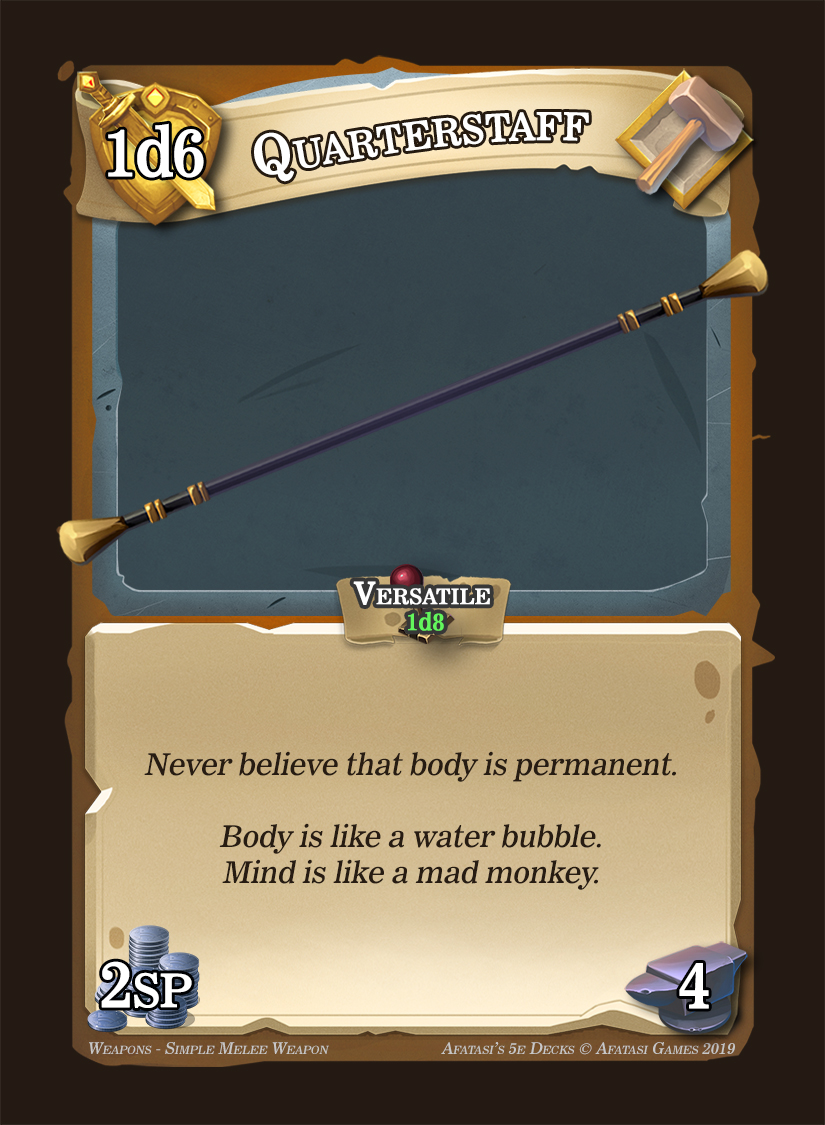 1d6
Quarterstaff
Versatile
1d8
Never believe that body is permanent.
Body is like a water bubble.
Mind is like a mad monkey.
2SP
4
Weapons - Simple Melee Weapon
Afatasi's 5e Decks © Afatasi Games 2019